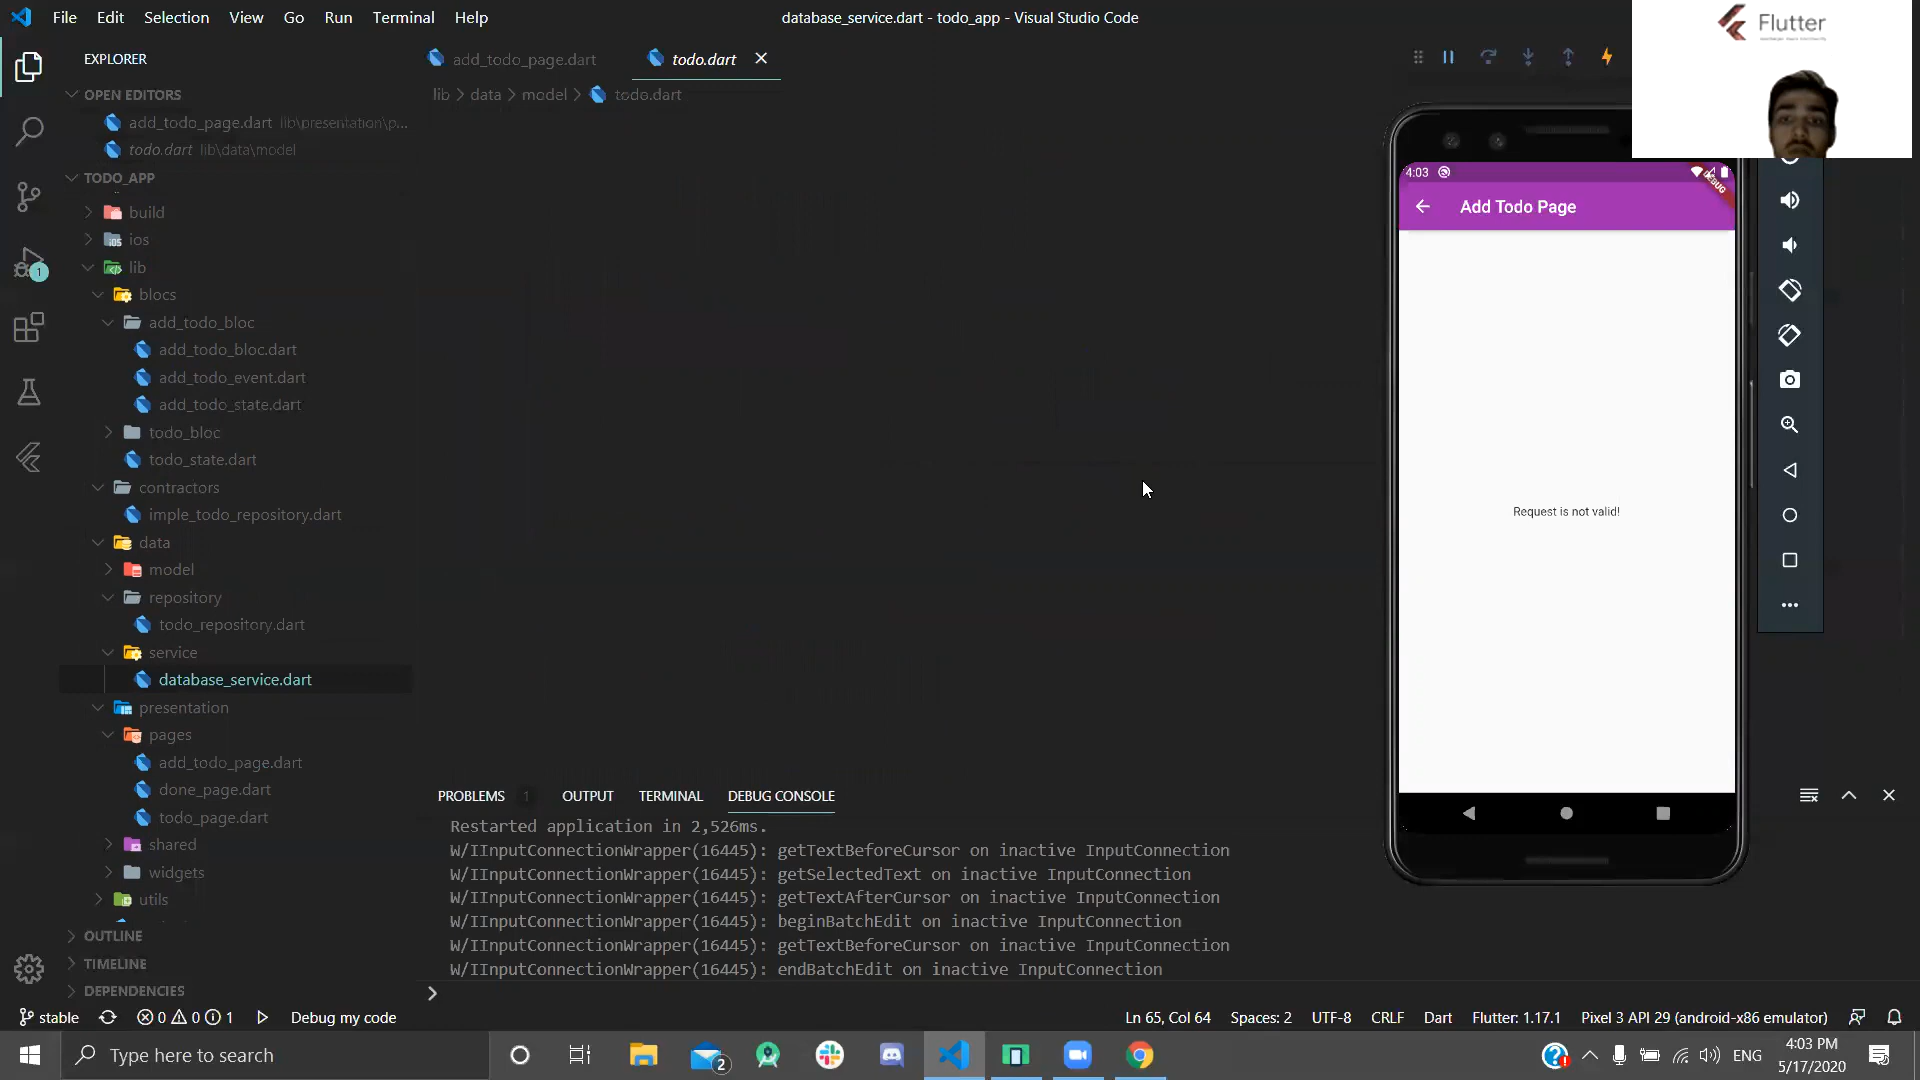 File Edit Selection View Go Run Terminal Help
database_service.dart - todo_app - Visual Studio Code
Flutter
EXPLORER
add_todo_page.dart
todo.dart
OPEN EDITORS
lib > data > model > todo.dart
add_todo_page.dart lib\presentation\p...
todo.dart lib\data\model
TODO_APP
build
ios
lib
blocs
add_todo_bloc
add_todo_bloc.dart
add_todo_event.dart
add_todo_state.dart
todo_bloc
todo_state.dart
contractors
imple_todo_repository.dart
data
model
repository
todo_repository.dart
service
database_service.dart
presentation
pages
add_todo_page.dart
done_page.dart
todo_page.dart
shared
widgets
utils
OUTLINE
TIMELINE
DEPENDENCIES
4:03
DEBUG
Add Todo Page
Request is not valid!
PROBLEMS 1 OUTPUT TERMINAL DEBUG CONSOLE
Restarted application in 2,526ms.
W/IInputConnectionWrapper(16445): getTextBeforeCursor on inactive InputConnection
W/IInputConnectionWrapper(16445): getSelectedText on inactive InputConnection
W/IInputConnectionWrapper(16445): getTextAfterCursor on inactive InputConnection
W/IInputConnectionWrapper(16445): beginBatchEdit on inactive InputConnection
W/IInputConnectionWrapper(16445): getTextBeforeCursor on inactive InputConnection
W/IInputConnectionWrapper(16445): endBatchEdit on inactive InputConnection
1
stable 0 0 1 Debug my code
Ln 65, Col 64 Spaces: 2 UTF-8 CRLF Dart Flutter: 1.17.1 Pixel 3 API 29 (android-x86 emulator)
Type here to search
2
ENG
4:03 PM
5/17/2020